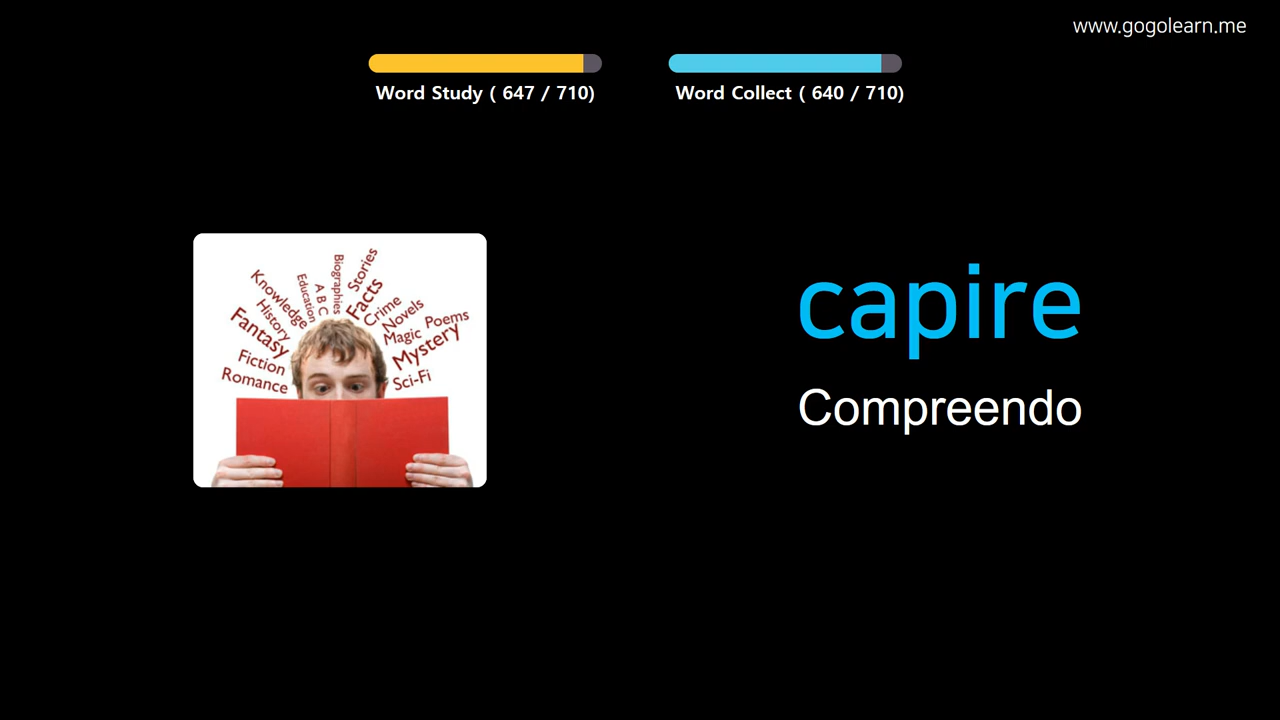 www.gogolearn.me
Word Study ( 647 / 710)
Word Collect ( 640 / 710)
Knowledge
History
Fantasy
Fiction
Romance
Education
A B C
Biographies
Stories
Facts
Crime
Novels
Magic
Poems
Mystery
Sci-Fi
capire
Compreendo